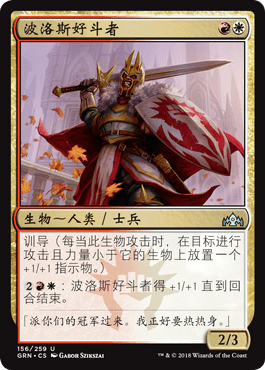 波洛斯好斗者
生物～人类／士兵
训导（每当此生物攻击时，在目标进行
攻击且力量小于它的生物上放置一个
+1/+1指示物。）
2：波洛斯好斗者得+1/+1直到回
合结束。
「派你们的冠军过来。我正好要热热身。」
2/3
156/259 U
GRN • CS GABOR SZIKSZAI
™ & © 2018 Wizards of the Coast